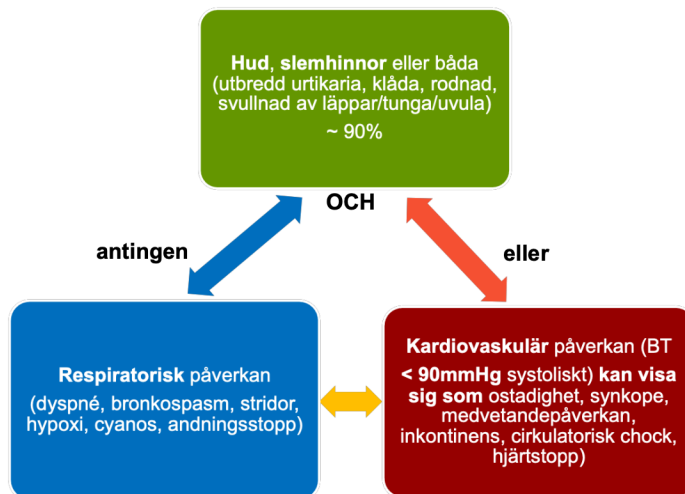 Hud, slemhinnor eller båda
(utbredd urtikaria, klåda, rodnad,
svullnad av läppar/tunga/uvula)
~ 90%
OCH
antingen
eller
Respiratorisk påverkan
(dyspné, bronkospasm, stridor,
hypoxi, cyanos, andningsstopp)
Kardiovaskulär påverkan (BT
< 90mmHg systoliskt) kan visa
sig som ostadighet, synkope,
medvetandepåverkan,
inkontinens, cirkulatorisk chock,
hjärtstopp)